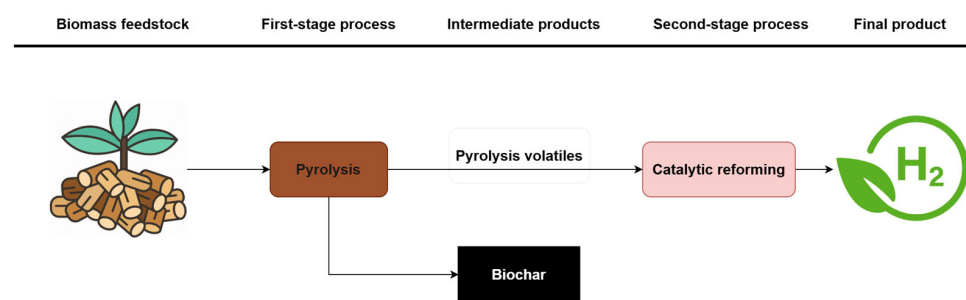 Biomass feedstock
First-stage process
Intermediate products
Second-stage process
Final product
Pyrolysis
Pyrolysis volatiles
Catalytic reforming
H₂
Biochar